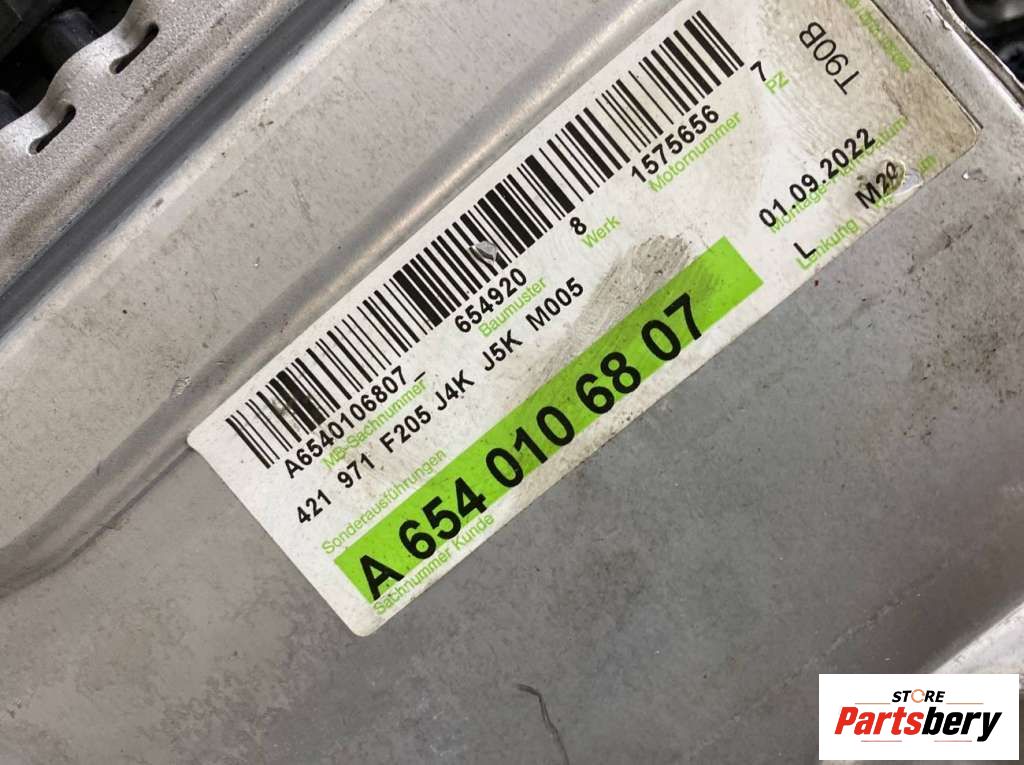 A6540106807-
MB-Sachnummer
654920
Baumuster
8
Werk
1575656
Motornummer
7
PZ
T90B
421 971 F205 J4K J5K M005
Sonderausführungen
01.09.2022
L
Lenkung
M20
A 654 010 68 07
Sachnummer Kunde
STORE
Partsbery